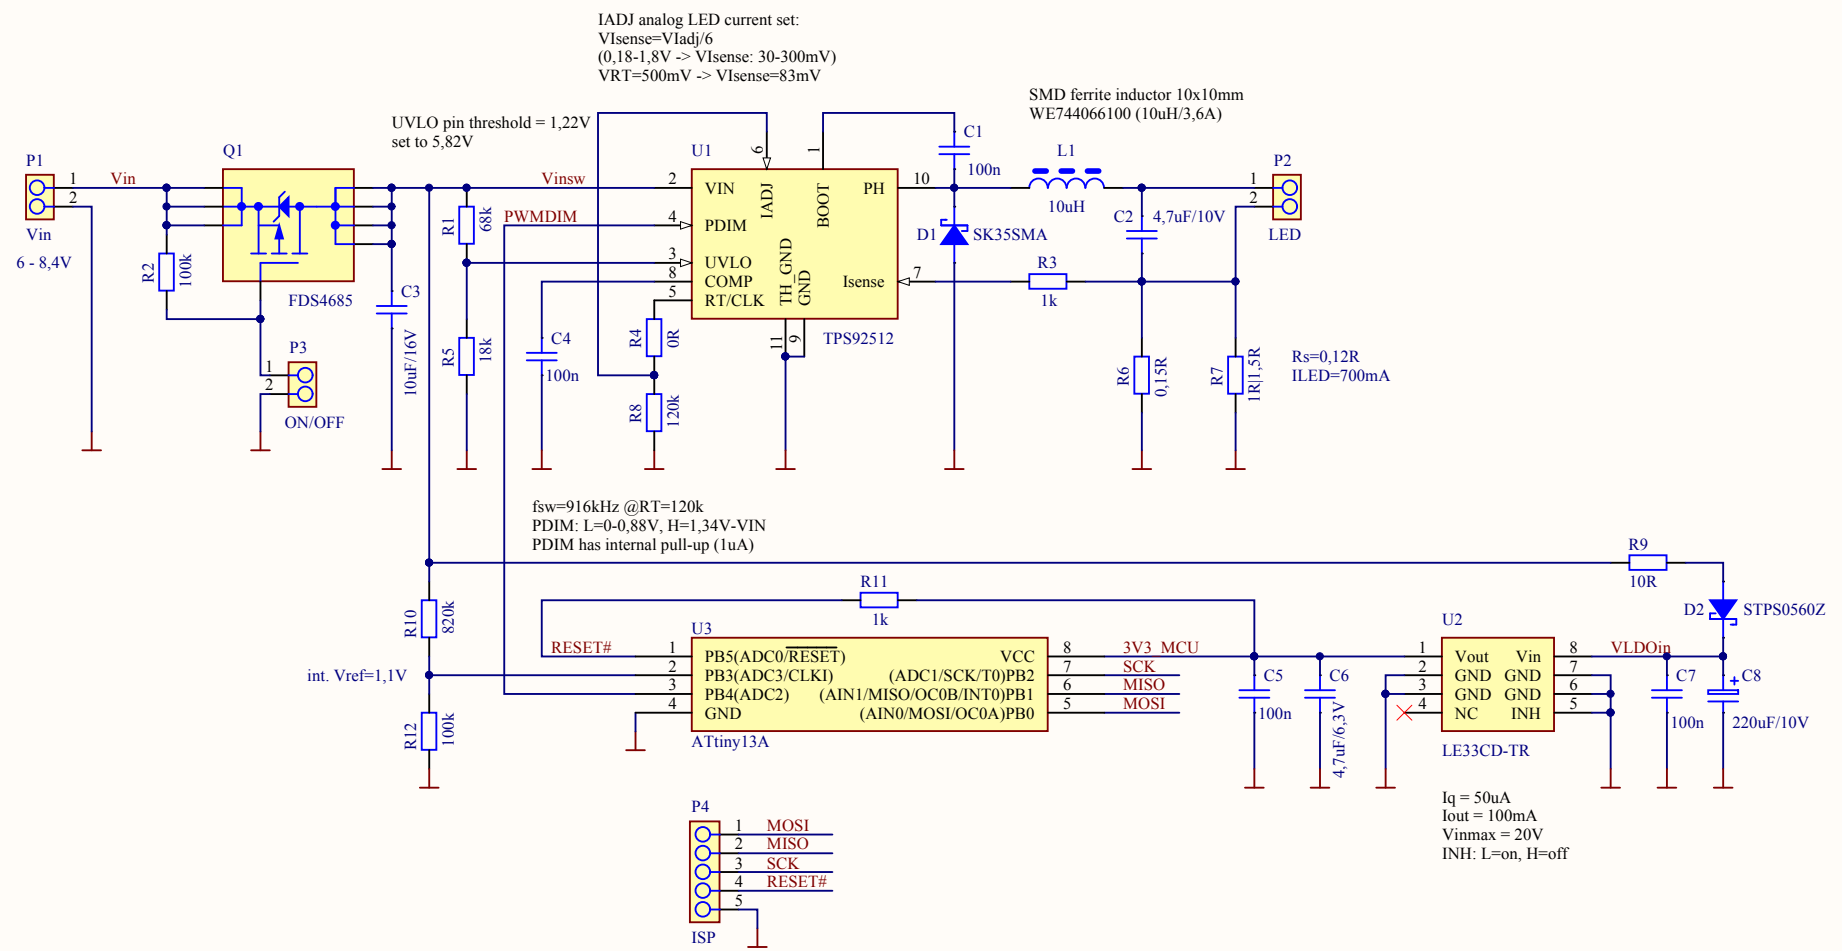 IADJ analog LED current set:
VIsense=VIadj/6
(0,18-1,8V -> VIsense: 30-300mV)
VRT=500mV -> VIsense=83mV
SMD ferrite inductor 10x10mm
WE744066100 (10uH/3,6A)
UVLO pin threshold = 1,22V
set to 5,82V
P1
1
2
Vin
6 - 8,4V
Vin
Q1
FDS4685
R2
100k
P3
1
2
ON/OFF
C3
10uF/16V
R1
68k
R5
18k
Vinsw
PWMDIM
C4
100n
R4
0R
R8
120k
U1
2 VIN
4 PDIM
3 UVLO
8 COMP
5 RT/CLK
6 IADJ
1 BOOT
PH 10
Isense 7
TH_GND 11
GND 9
TPS92512
C1
100n
D1
SK35SMA
L1
10uH
C2
4,7uF/10V
R3
1k
P2
1
2
LED
R6
0,15R
R7
1R|1,5R
Rs=0,12R
ILED=700mA
fsw=916kHz @RT=120k
PDIM: L=0-0,88V, H=1,34V-VIN
PDIM has internal pull-up (1uA)
R10
820k
int. Vref=1,1V
R12
100k
R11
1k
RESET#
U3
1 PB5(ADC0/RESET)
2 PB3(ADC3/CLKI)
3 PB4(ADC2)
4 GND
VCC 8 3V3_MCU
(ADC1/SCK/T0)PB2 7 SCK
(AIN1/MISO/OC0B/INT0)PB1 6 MISO
(AIN0/MOSI/OC0A)PB0 5 MOSI
ATtiny13A
C5
100n
C6
4,7uF/6,3V
R9
10R
D2
STPS0560Z
U2
1 Vout
2 GND
3 GND
4 NC
Vin 8
GND 7
GND 6
INH 5
LE33CD-TR
VLDOin
C7
100n
+
C8
220uF/10V
Iq = 50uA
Iout = 100mA
Vinmax = 20V
INH: L=on, H=off
P4
1 MOSI
2 MISO
3 SCK
4 RESET#
5
ISP